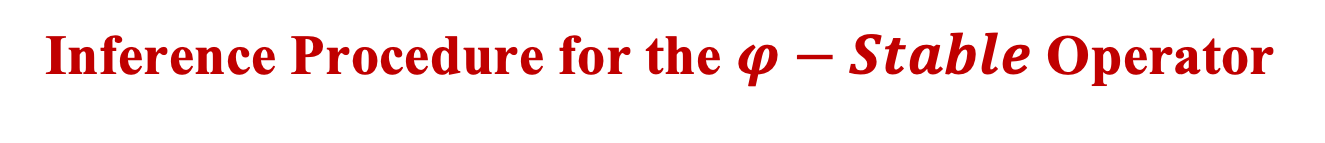 Inference Procedure for the φ − Stable Operator